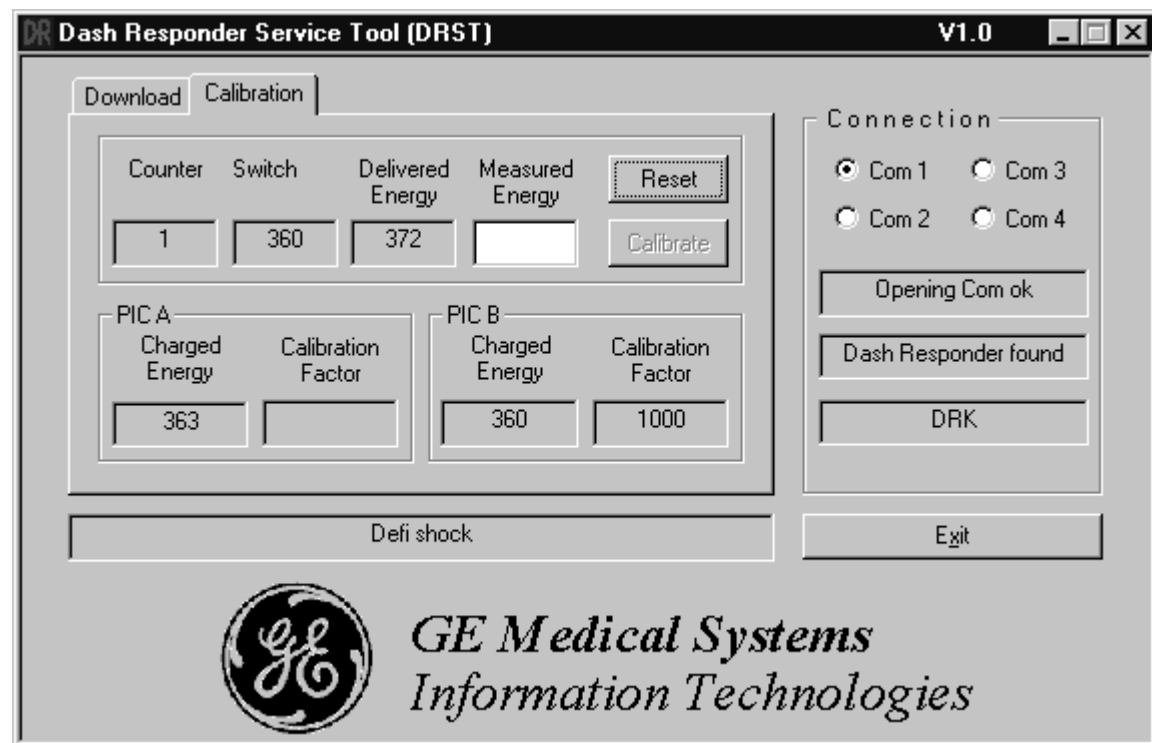 DR Dash Responder Service Tool (DRST) V1.0
Download Calibration
Counter Switch Delivered Energy Measured Energy Reset
1 360 372 Calibrate
PIC A
Charged Energy Calibration Factor
363
PIC B
Charged Energy Calibration Factor
360 1000
Connection
Com 1 Com 3
Com 2 Com 4
Opening Com ok
Dash Responder found
DRK
Defi shock
Exit
GE
GE Medical Systems
Information Technologies